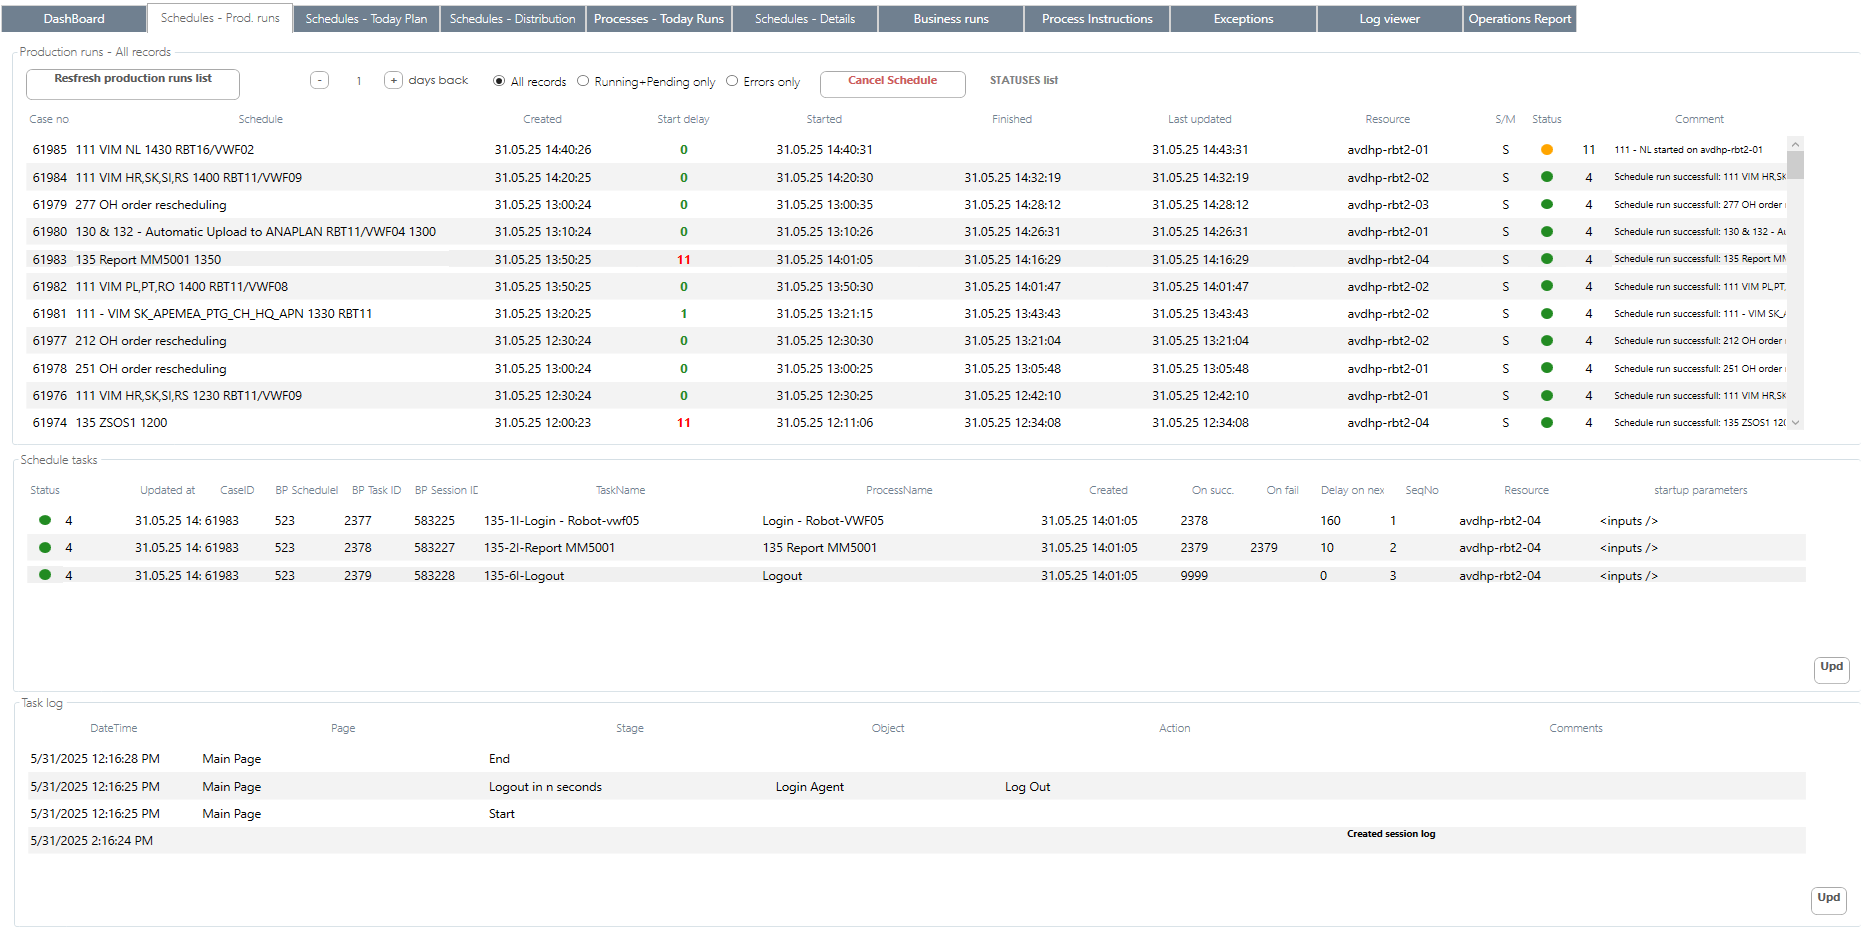 DashBoard Schedules - Prod. runs Schedules - Today Plan Schedules - Distribution Processes - Today Runs Schedules - Details Business runs Process Instructions Exceptions Log viewer Operations Report
Production runs - All records
Resfresh production runs list - 1 + days back All records Running+Pending only Errors only Cancel Schedule STATUSES list
Case no Schedule Created Start delay Started Finished Last updated Resource S/M Status Comment
61985 111 VIM NL 1430 RBT16/VWF02 31.05.25 14:40:26 0 31.05.25 14:40:31 31.05.25 14:43:31 avdhp-rbt2-01 S 11 111 - NL started on avdhp-rbt2-01
61984 111 VIM HR,SK,SI,RS 1400 RBT11/VWF09 31.05.25 14:20:25 0 31.05.25 14:20:30 31.05.25 14:32:19 31.05.25 14:32:19 avdhp-rbt2-02 S 4 Schedule run successfull: 111 VIM HR,SK
61979 277 OH order rescheduling 31.05.25 13:00:24 0 31.05.25 13:00:35 31.05.25 14:28:12 31.05.25 14:28:12 avdhp-rbt2-03 S 4 Schedule run successfull: 277 OH order
61980 130 & 132 - Automatic Upload to ANAPLAN RBT11/VWF04 1300 31.05.25 13:10:24 0 31.05.25 13:10:26 31.05.25 14:26:31 31.05.25 14:26:31 avdhp-rbt2-01 S 4 Schedule run successfull: 130 & 132 - Au
61983 135 Report MM5001 1350 31.05.25 13:50:25 11 31.05.25 14:01:05 31.05.25 14:16:29 31.05.25 14:16:29 avdhp-rbt2-04 S 4 Schedule run successfull: 135 Report MM
61982 111 VIM PL,PT,RO 1400 RBT11/VWF08 31.05.25 13:50:25 0 31.05.25 13:50:30 31.05.25 14:01:47 31.05.25 14:01:47 avdhp-rbt2-02 S 4 Schedule run successfull: 111 VIM PL,PT,
61981 111 - VIM SK_APEMEA_PTG_CH_HQ_APN 1330 RBT11 31.05.25 13:20:25 1 31.05.25 13:21:15 31.05.25 13:43:43 31.05.25 13:43:43 avdhp-rbt2-02 S 4 Schedule run successfull: 111 - VIM SK_A
61977 212 OH order rescheduling 31.05.25 12:30:24 0 31.05.25 12:30:30 31.05.25 13:21:04 31.05.25 13:21:04 avdhp-rbt2-02 S 4 Schedule run successfull: 212 OH order
61978 251 OH order rescheduling 31.05.25 13:00:24 0 31.05.25 13:00:25 31.05.25 13:05:48 31.05.25 13:05:48 avdhp-rbt2-01 S 4 Schedule run successfull: 251 OH order
61976 111 VIM HR,SK,SI,RS 1230 RBT11/VWF09 31.05.25 12:30:24 0 31.05.25 12:30:25 31.05.25 12:42:10 31.05.25 12:42:10 avdhp-rbt2-01 S 4 Schedule run successfull: 111 VIM HR,SK
61974 135 ZSOS1 1200 31.05.25 12:00:23 11 31.05.25 12:11:06 31.05.25 12:34:08 31.05.25 12:34:08 avdhp-rbt2-04 S 4 Schedule run successfull: 135 ZSOS1 120
Schedule tasks
Status Updated at CaseID BP ScheduleI BP Task ID BP Session ID TaskName ProcessName Created On succ. On fail Delay on nex SeqNo Resource startup parameters
4 31.05.25 14: 61983 523 2377 583225 135-1I-Login - Robot-vwf05 Login - Robot-VWF05 31.05.25 14:01:05 2378 160 1 avdhp-rbt2-04 <inputs />
4 31.05.25 14: 61983 523 2378 583227 135-2I-Report MM5001 135 Report MM5001 31.05.25 14:01:05 2379 2379 10 2 avdhp-rbt2-04 <inputs />
4 31.05.25 14: 61983 523 2379 583228 135-6I-Logout Logout 31.05.25 14:01:05 9999 0 3 avdhp-rbt2-04 <inputs />
Upd
Task log
DateTime Page Stage Object Action Comments
5/31/2025 12:16:28 PM Main Page End
5/31/2025 12:16:25 PM Main Page Logout in n seconds Login Agent Log Out
5/31/2025 12:16:25 PM Main Page Start
5/31/2025 2:16:24 PM Created session log
Upd